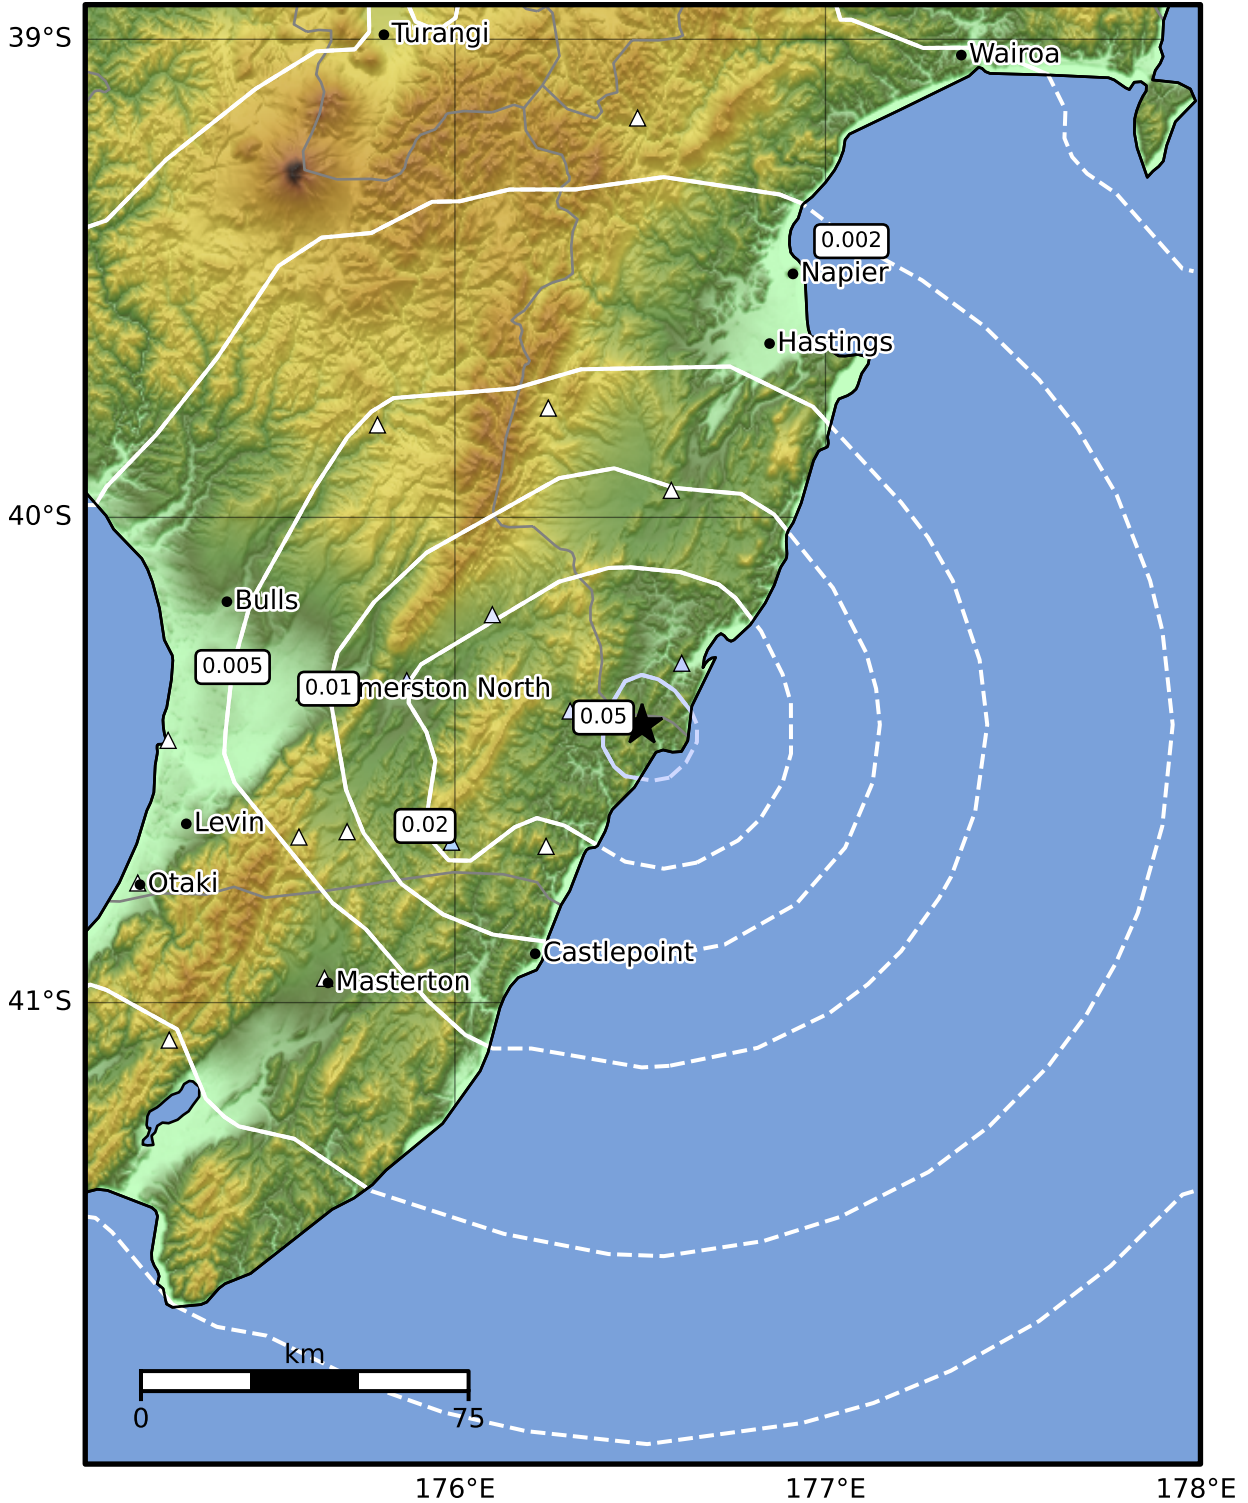 39°S
Turangi
Wairoa
0.002
Napier
Hastings
40°S
Bulls
0.005
0.01
merston North
0.05
0.02
Levin
Otaki
Castlepoint
Masterton
41°S
km
0
75
176°E
177°E
178°E